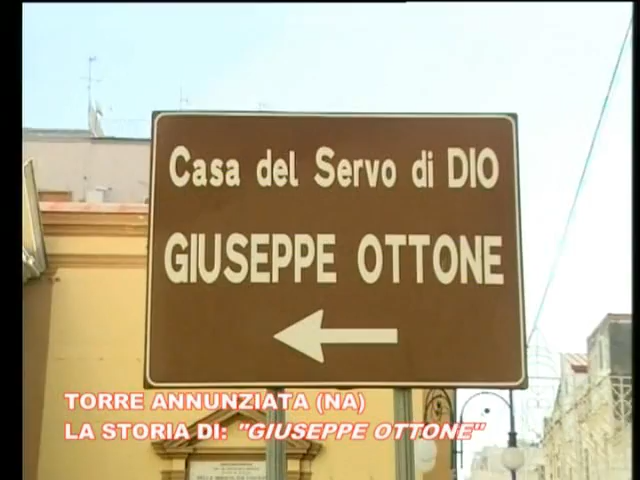 Casa del Servo di DIO
GIUSEPPE OTTONE
TORRE ANNUNZIATA (NA)
LA STORIA DI: "GIUSEPPE OTTONE"